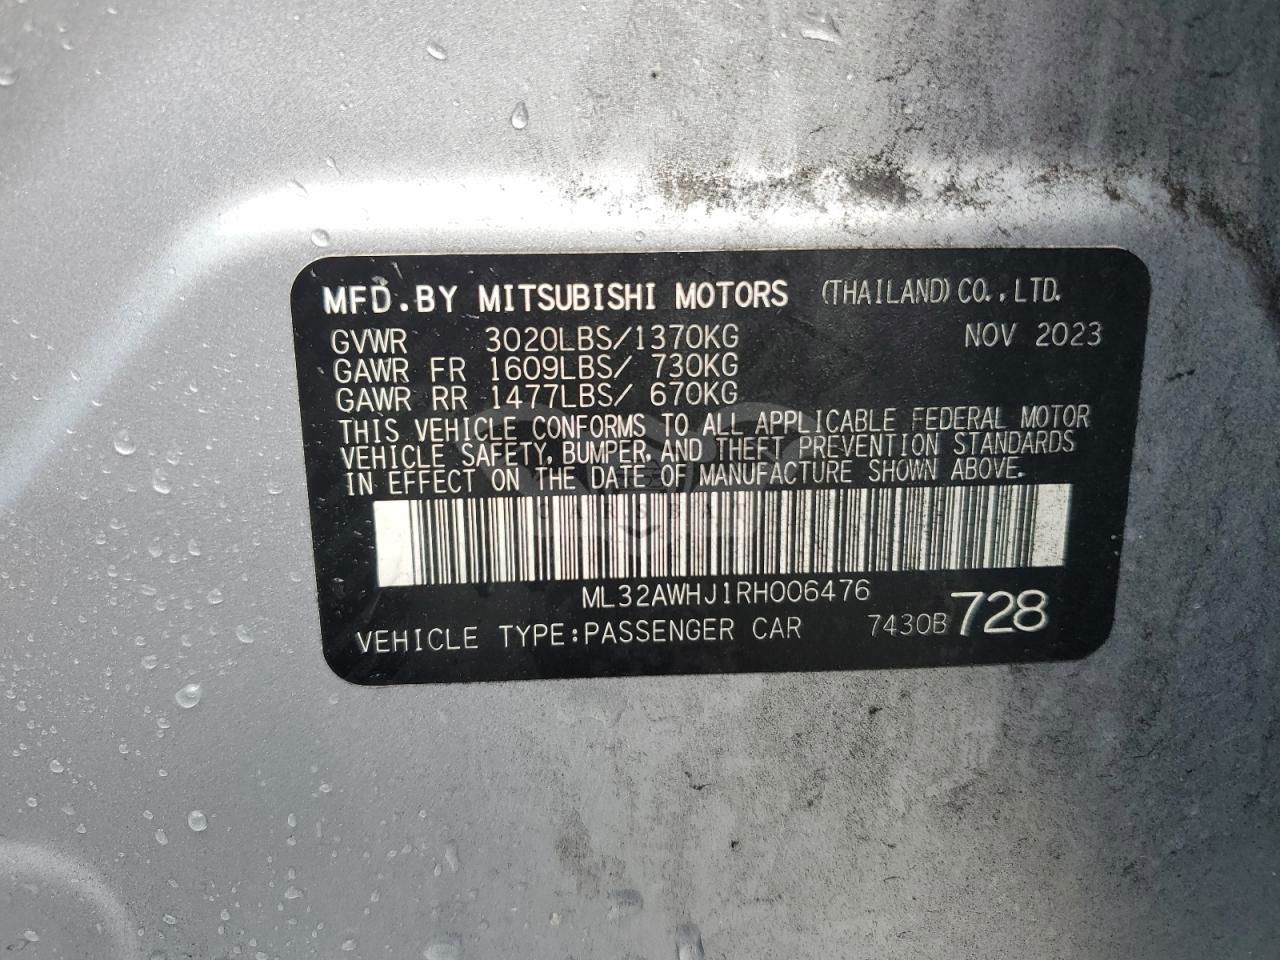 MFD.BY MITSUBISHI MOTORS (THAILAND) CO.,LTD.
GVWR 3020LBS/1370KG NOV 2023
GAWR FR 1609LBS/ 730KG
GAWR RR 1477LBS/ 670KG
THIS VEHICLE CONFORMS TO ALL APPLICABLE FEDERAL MOTOR
VEHICLE SAFETY, BUMPER, AND THEFT PREVENTION STANDARDS
IN EFFECT ON THE DATE OF MANUFACTURE SHOWN ABOVE.
ML32AWHJ1RH006476
VEHICLE TYPE:PASSENGER CAR 7430B 728